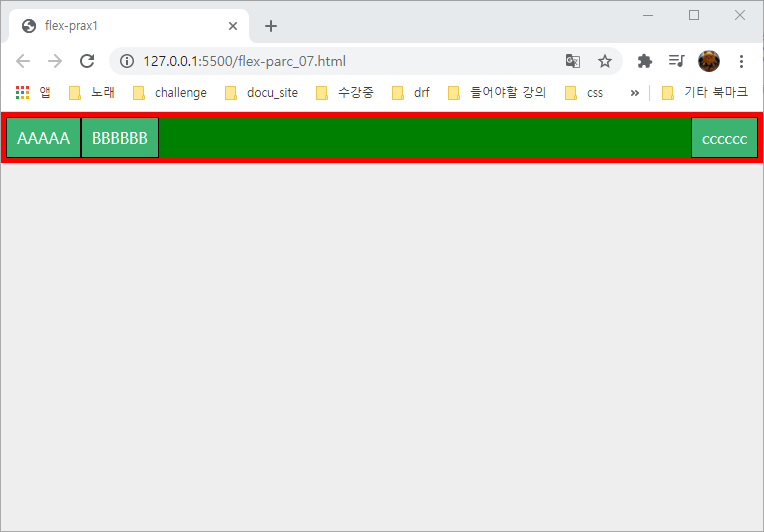 flex-prax1
127.0.0.1:5500/flex-parc_07.html
앱 노래 challenge docu_site 수강중 drf 들어야할 강의 css » 기타 북마크
AAAAA BBBBBB cccccc